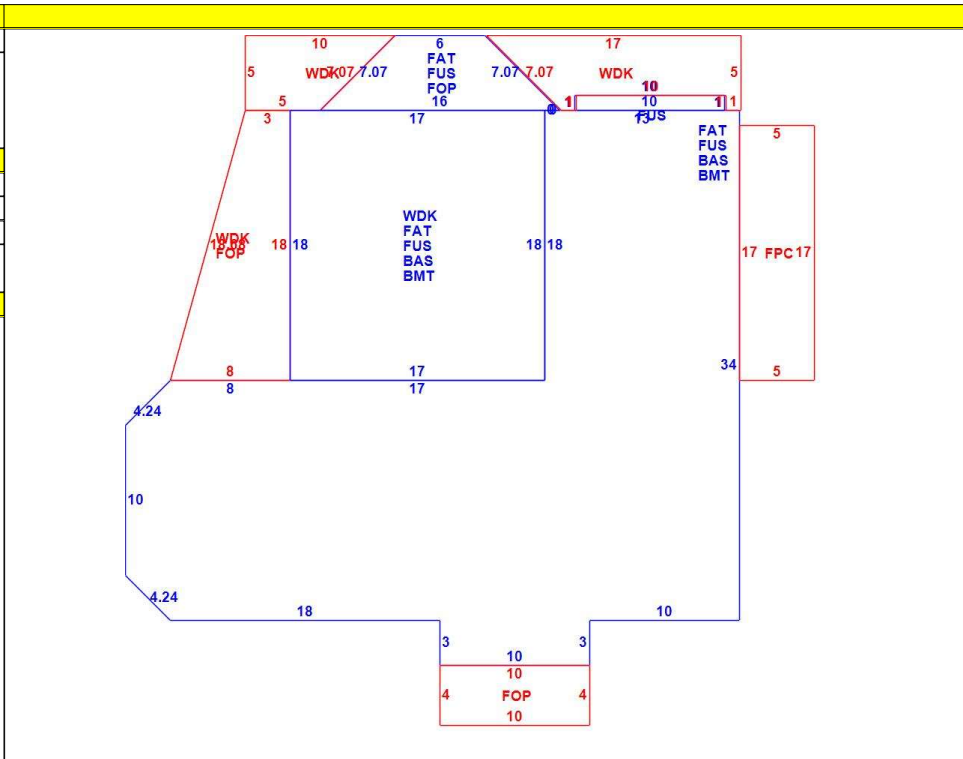 10 6 17
FAT
5 WDK 7.07 7.07 FUS 7.07 7.07 WDK 5
FOP
10
5 16 1 10 1 1
3 17 13 FUS
FAT
FUS
BAS
BMT
5
WDK
FAT
FUS
BAS
BMT
WDK
FOP
18 18 18 18
17 FPC 17
34
8 17 5
8 17
4.24
10
4.24
18 10
3 10 3
10
4 FOP 4
10